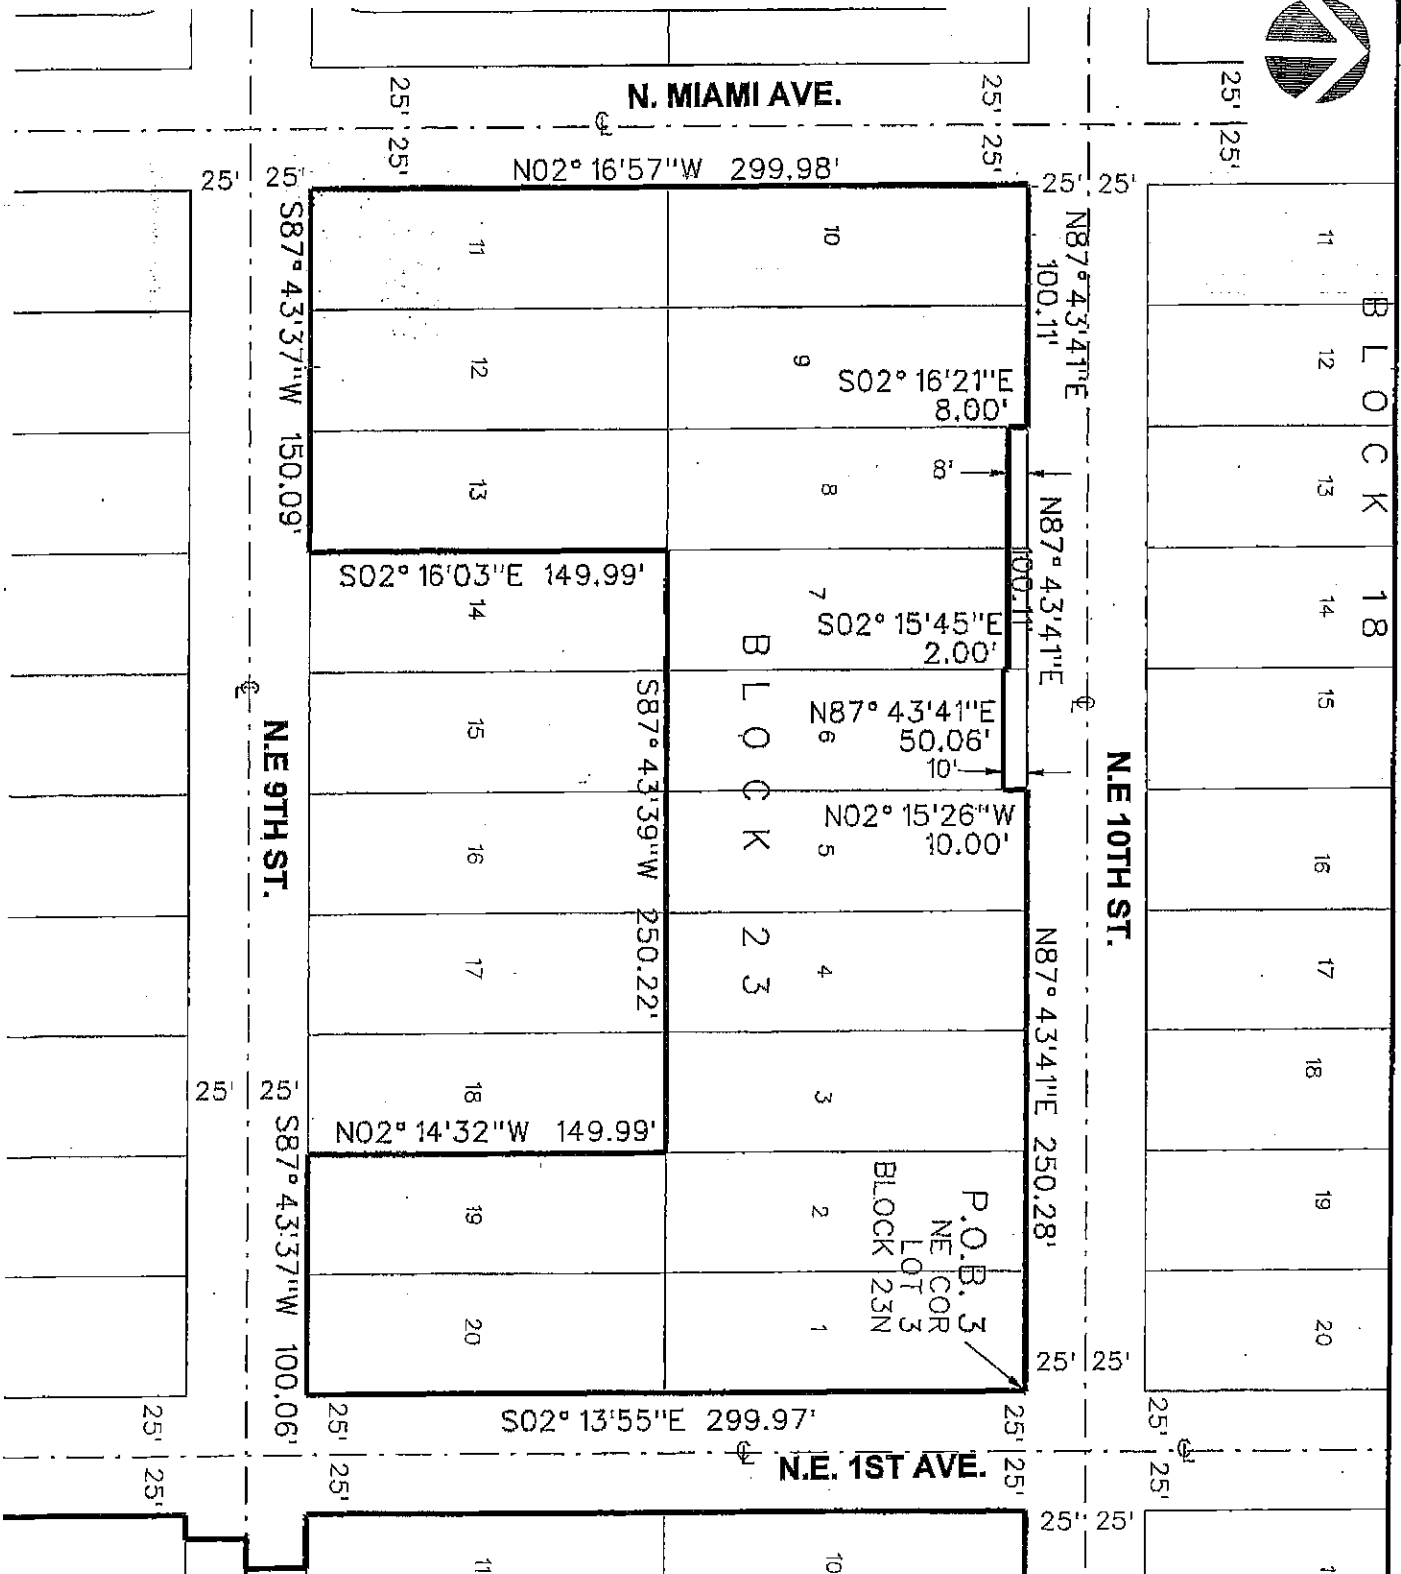 N. MIAMI AVE.
25'
25'
25'
25'
25'
25'
25'
25'
N02° 16'57"W 299.98'
25'
25'
25'
25'
S87° 43'37"W 150.09'
N87° 43'41"E
100.11'
11
10
11
12
9
12
S02° 16'21"E
8.00'
8'
13
8
13
N87° 43'41"E
100.11'
S02° 16'03"E 149.99'
14
7
14
S02° 15'45"E
2.00'
BLOCK 18
BLOCK 23
N87° 43'41"E
50.06'
10'
15
6
15
S87° 43'39"W 250.22'
N.E 9TH ST.
N.E 10TH ST.
N02° 15'26"W
10.00'
16
5
16
17
4
17
N87° 43'41"E 250.28'
18
3
18
25'
25'
N02° 14'32"W 149.99'
S87° 43'37"W 100.06'
19
2
19
P.O.B. 3
NE COR
LOT 3
BLOCK 23N
20
1
20
25'
25'
S02° 13'55"E 299.97'
25'
25'
25'
25'
25'
25'
25'
25'
N.E. 1ST AVE.
25'
25'
11
10